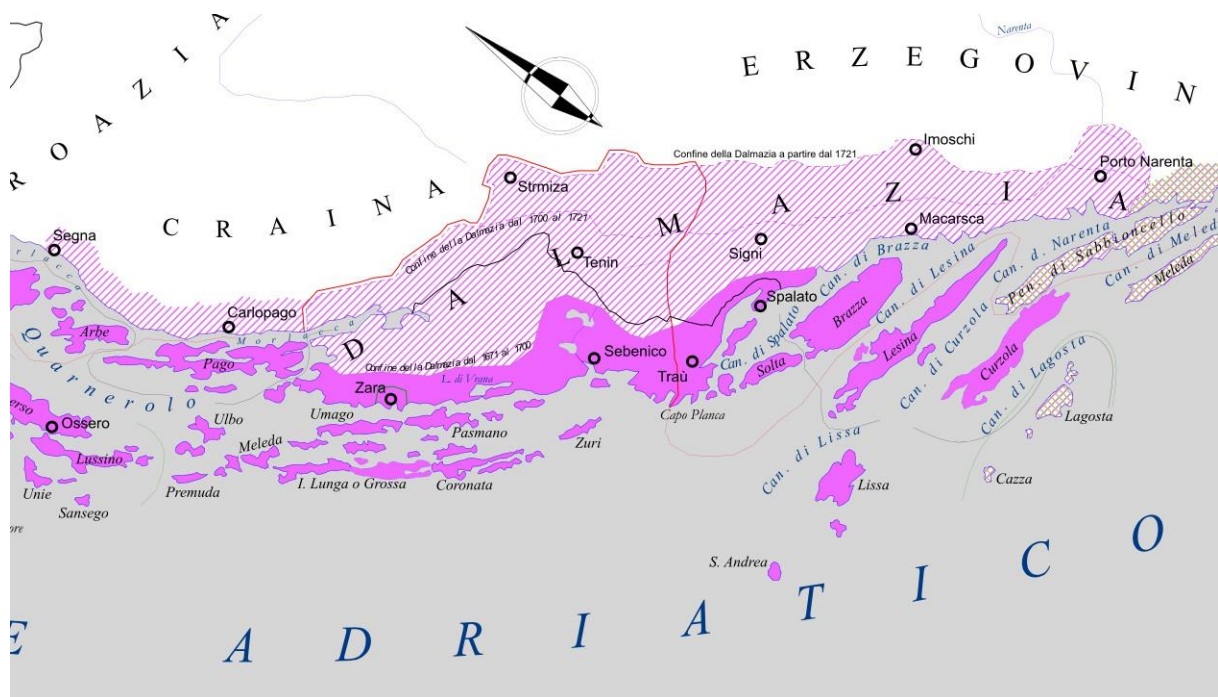 ROAZIA
CRAINA
ERZEGOVIN
Narenta
Imoschi
Confine della Dalmazia a partire dal 1721
Porto Narenta
Strmiza
DALMAZIA
Confine della Dalmazia dal 1700 al 1721
Segna
Macarsca
Signi
Tenin
Can. di Brazza
Can. d. Narenta
Pen. di Sabbioncello
Can. di Meled
Meleda
Can. di Lesina
Carlopago
Morlacca
Spalato
Arbe
Brazza
Quarnerolo
Pago
Confine della Dalmazia dal 1671 al 1700
Sebenico
Can. di Spalato
Lesina
Can. di Curzola
Curzola
Traù
Solta
L. di Vrana
Zara
Can. di Lagosta
erso
Ossero
Ulbo
Umago
Pasmano
Capo Planca
Lagosta
Zuri
Meleda
Can. di Lissa
Lussino
I. Lunga o Grossa
Coronata
Unie
Premuda
Lissa
Cazza
Sansego
ore
S. Andrea
E ADRIATICO